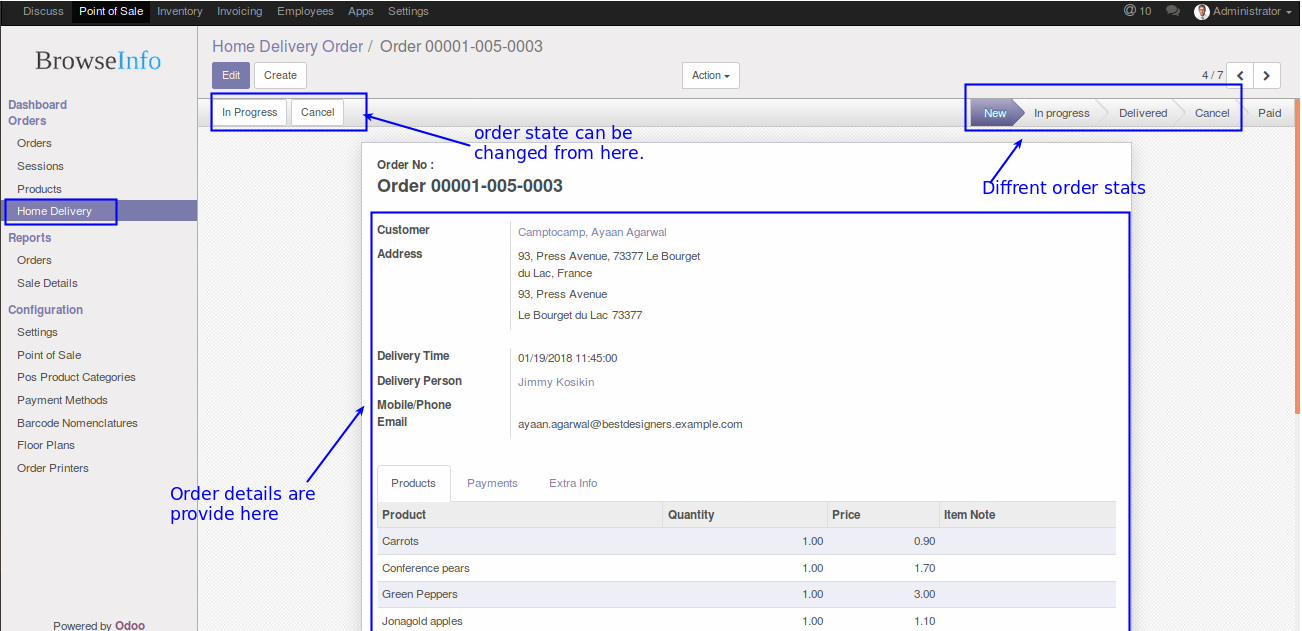 Discuss Point of Sale Inventory Invoicing Employees Apps Settings @ 10 Administrator
BrowseInfo
Home Delivery Order / Order 00001-005-0003
Edit Create Action 4 / 7
Dashboard
Orders
Orders
Sessions
Products
Home Delivery
Reports
Orders
Sale Details
Configuration
Settings
Point of Sale
Pos Product Categories
Payment Methods
Barcode Nomenclatures
Floor Plans
Order Printers
Powered by Odoo
In Progress Cancel New In progress Delivered Cancel Paid
order state can be
changed from here.
Diffrent order stats
Order No :
Order 00001-005-0003
Customer Camptocamp, Ayaan Agarwal
Address 93, Press Avenue, 73377 Le Bourget
du Lac, France
93, Press Avenue
Le Bourget du Lac 73377
Delivery Time 01/19/2018 11:45:00
Delivery Person Jimmy Kosikin
Mobile/Phone
Email ayaan.agarwal@bestdesigners.example.com
Order details are
provide here
Products Payments Extra Info
Product Quantity Price Item Note
Carrots 1.00 0.90
Conference pears 1.00 1.70
Green Peppers 1.00 3.00
Jonagold apples 1.00 1.10